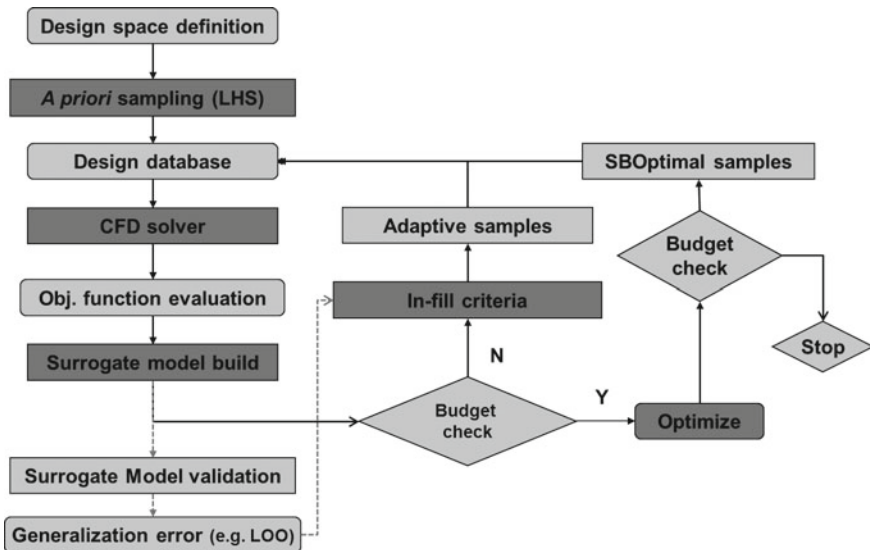 Design space definition
A priori sampling (LHS)
Design database
CFD solver
Obj. function evaluation
Surrogate model build
Surrogate Model validation
Generalization error (e.g. LOO)
SBOptimal samples
Adaptive samples
In-fill criteria
N
Budget
check
Y
Optimize
Budget
check
Stop